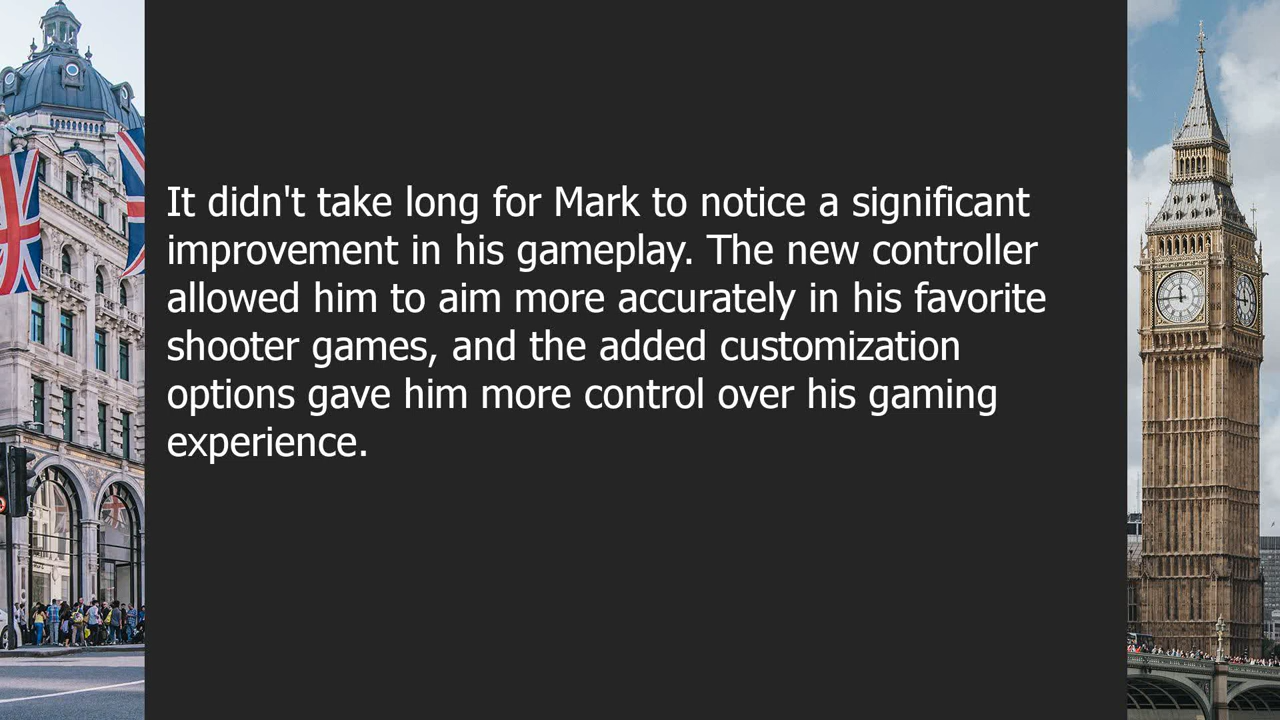 It didn't take long for Mark to notice a significant
improvement in his gameplay. The new controller
allowed him to aim more accurately in his favorite
shooter games, and the added customization
options gave him more control over his gaming
experience.